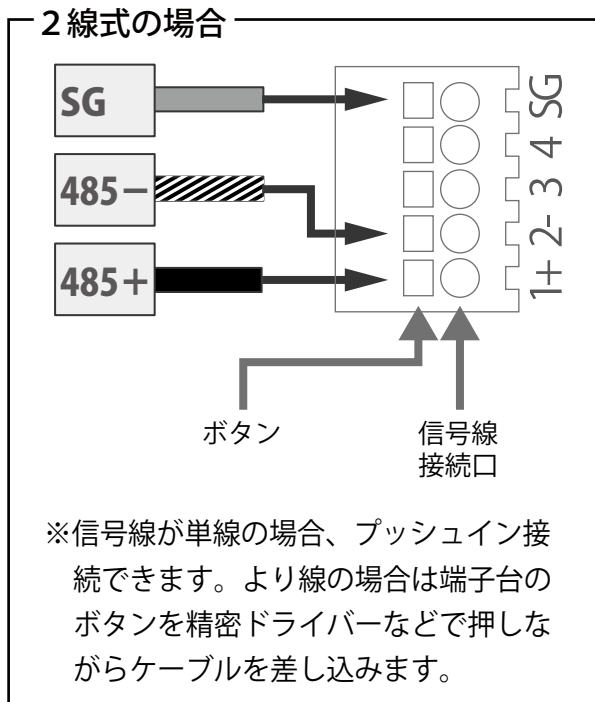 2線式の場合
SG
485－
485＋
SG
4
3
2-
1+
ボタン
信号線
接続口
※信号線が単線の場合、プッシュイン接
続できます。より線の場合は端子台の
ボタンを精密ドライバーなどで押しな
がらケーブルを差し込みます。